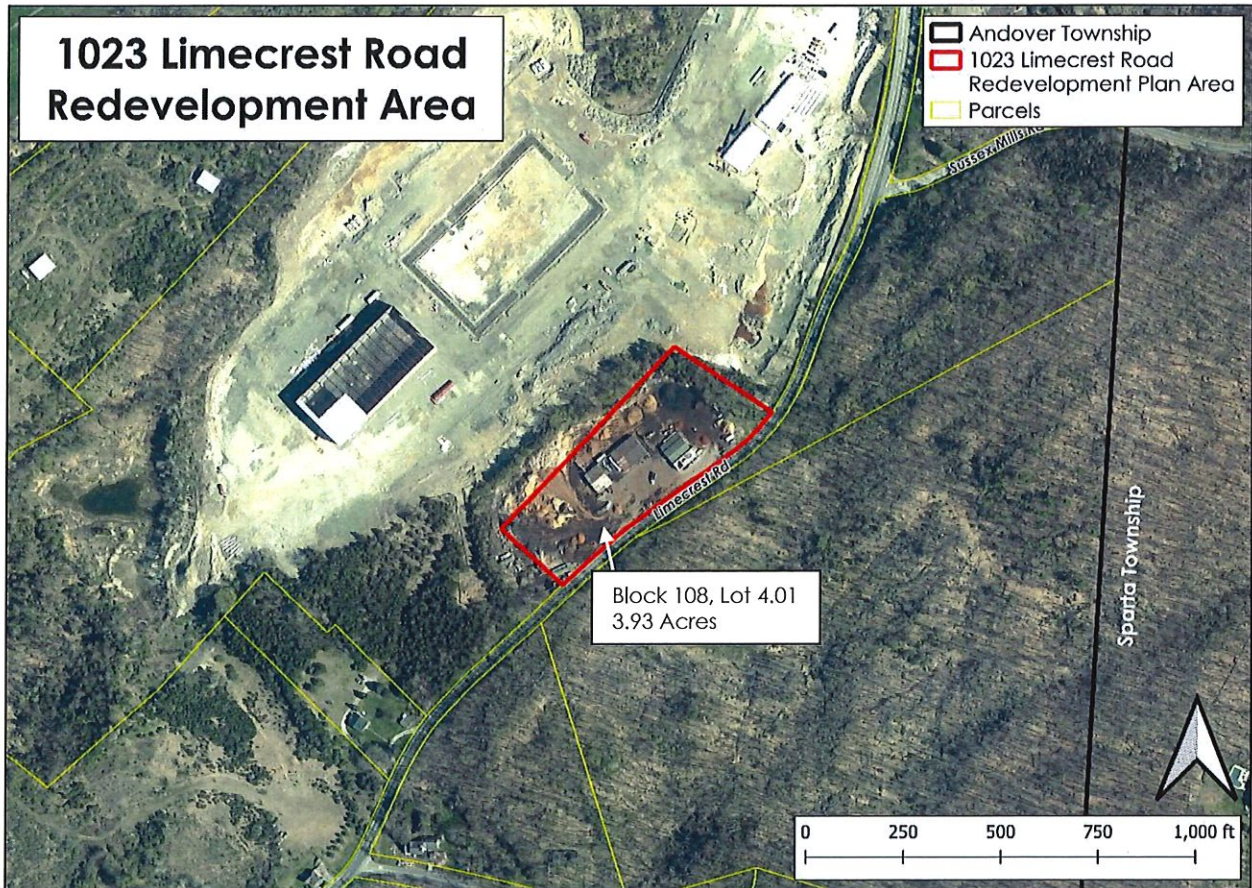 1023 Limecrest Road
Redevelopment Area
Andover Township
1023 Limecrest Road
Redevelopment Plan Area
Parcels
Sussex Mills
Limecrest Rd
Block 108, Lot 4.01
3.93 Acres
Sparta Township
0 250 500 750 1,000 ft